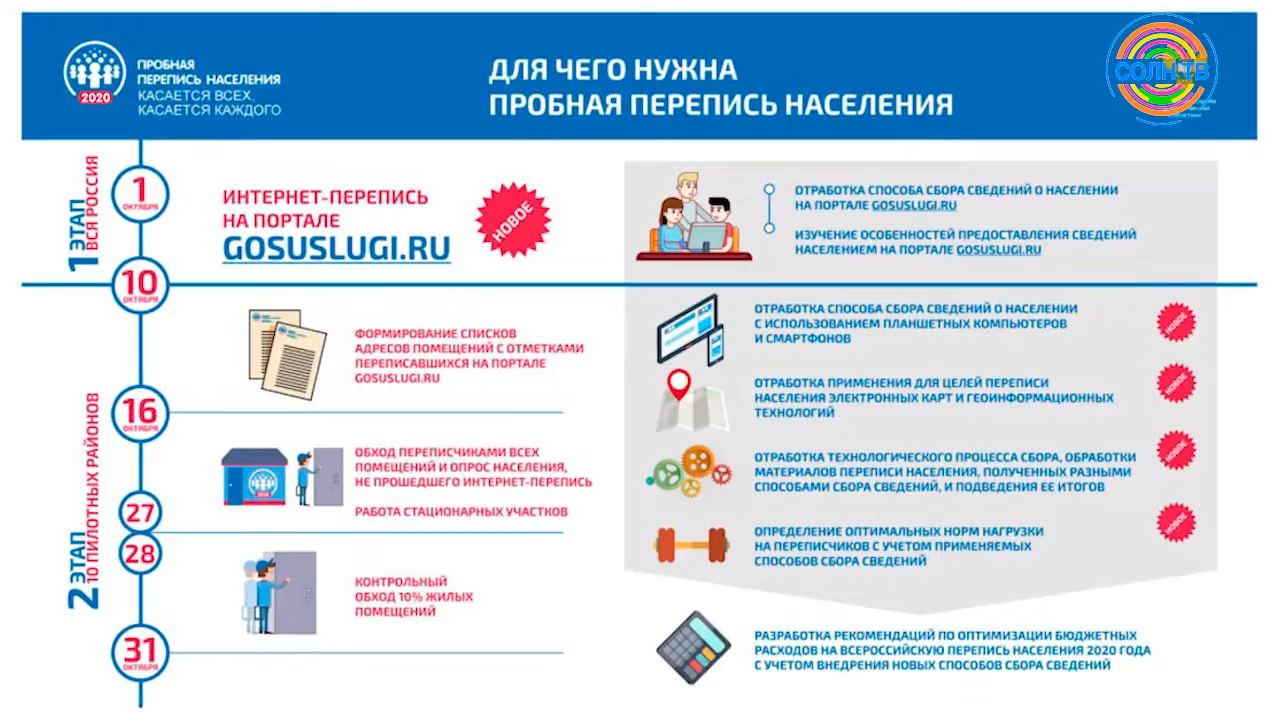 ПРОБНАЯ
ПЕРЕПИСЬ НАСЕЛЕНИЯ
КАСАЕТСЯ ВСЕХ,
КАСАЕТСЯ КАЖДОГО
2020
ДЛЯ ЧЕГО НУЖНА
ПРОБНАЯ ПЕРЕПИСЬ НАСЕЛЕНИЯ
СОЛН ТВ
1 ЭТАП
ВСЯ РОССИЯ
1
ОКТЯБРЯ
ИНТЕРНЕТ-ПЕРЕПИСЬ
НА ПОРТАЛЕ
GOSUSLUGI.RU
НОВОЕ
ОТРАБОТКА СПОСОБА СБОРА СВЕДЕНИЙ О НАСЕЛЕНИИ
НА ПОРТАЛЕ GOSUSLUGI.RU
ИЗУЧЕНИЕ ОСОБЕННОСТЕЙ ПРЕДОСТАВЛЕНИЯ СВЕДЕНИЙ
НАСЕЛЕНИЕМ НА ПОРТАЛЕ GOSUSLUGI.RU
10
ОКТЯБРЯ
2 ЭТАП
10 ПИЛОТНЫХ РАЙОНОВ
ФОРМИРОВАНИЕ СПИСКОВ
АДРЕСОВ ПОМЕЩЕНИЙ С ОТМЕТКАМИ
ПЕРЕПИСАВШИХСЯ НА ПОРТАЛЕ
GOSUSLUGI.RU
16
ОКТЯБРЯ
ОБХОД ПЕРЕПИСЧИКАМИ ВСЕХ
ПОМЕЩЕНИЙ И ОПРОС НАСЕЛЕНИЯ,
НЕ ПРОШЕДШЕГО ИНТЕРНЕТ-ПЕРЕПИСЬ
РАБОТА СТАЦИОНАРНЫХ УЧАСТКОВ
2020
27
28
КОНТРОЛЬНЫЙ
ОБХОД 10% ЖИЛЫХ
ПОМЕЩЕНИЙ
31
ОКТЯБРЯ
ОТРАБОТКА СПОСОБА СБОРА СВЕДЕНИЙ О НАСЕЛЕНИИ
С ИСПОЛЬЗОВАНИЕМ ПЛАНШЕТНЫХ КОМПЬЮТЕРОВ
И СМАРТФОНОВ
НОВОЕ
ОТРАБОТКА ПРИМЕНЕНИЯ ДЛЯ ЦЕЛЕЙ ПЕРЕПИСИ
НАСЕЛЕНИЯ ЭЛЕКТРОННЫХ КАРТ И ГЕОИНФОРМАЦИОННЫХ
ТЕХНОЛОГИЙ
НОВОЕ
ОТРАБОТКА ТЕХНОЛОГИЧЕСКОГО ПРОЦЕССА СБОРА, ОБРАБОТКИ
МАТЕРИАЛОВ ПЕРЕПИСИ НАСЕЛЕНИЯ, ПОЛУЧЕННЫХ РАЗНЫМИ
СПОСОБАМИ СБОРА СВЕДЕНИЙ, И ПОДВЕДЕНИЯ ЕЕ ИТОГОВ
НОВОЕ
ОПРЕДЕЛЕНИЕ ОПТИМАЛЬНЫХ НОРМ НАГРУЗКИ
НА ПЕРЕПИСЧИКОВ С УЧЕТОМ ПРИМЕНЯЕМЫХ
СПОСОБОВ СБОРА СВЕДЕНИЙ
НОВОЕ
РАЗРАБОТКА РЕКОМЕНДАЦИЙ ПО ОПТИМИЗАЦИИ БЮДЖЕТНЫХ
РАСХОДОВ НА ВСЕРОССИЙСКУЮ ПЕРЕПИСЬ НАСЕЛЕНИЯ 2020 ГОДА
С УЧЕТОМ ВНЕДРЕНИЯ НОВЫХ СПОСОБОВ СБОРА СВЕДЕНИЙ